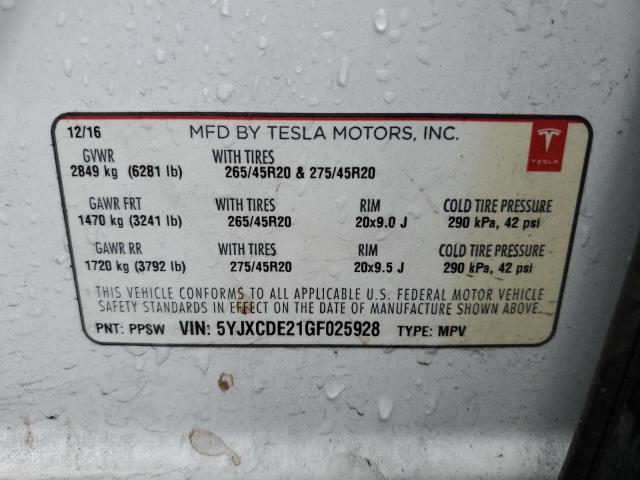 12/16 MFD BY TESLA MOTORS, INC.
TESLA
GVWR WITH TIRES
2849 kg (6281 lb) 265/45R20 & 275/45R20
GAWR FRT WITH TIRES RIM COLD TIRE PRESSURE
1470 kg (3241 lb) 265/45R20 20x9.0 J 290 kPa, 42 psi
GAWR RR WITH TIRES RIM COLD TIRE PRESSURE
1720 kg (3792 lb) 275/45R20 20x9.5 J 290 kPa, 42 psi
THIS VEHICLE CONFORMS TO ALL APPLICABLE U.S. FEDERAL MOTOR VEHICLE
SAFETY STANDARDS IN EFFECT ON THE DATE OF MANUFACTURE SHOWN ABOVE.
PNT: PPSW VIN: 5YJXCDE21GF025928 TYPE: MPV